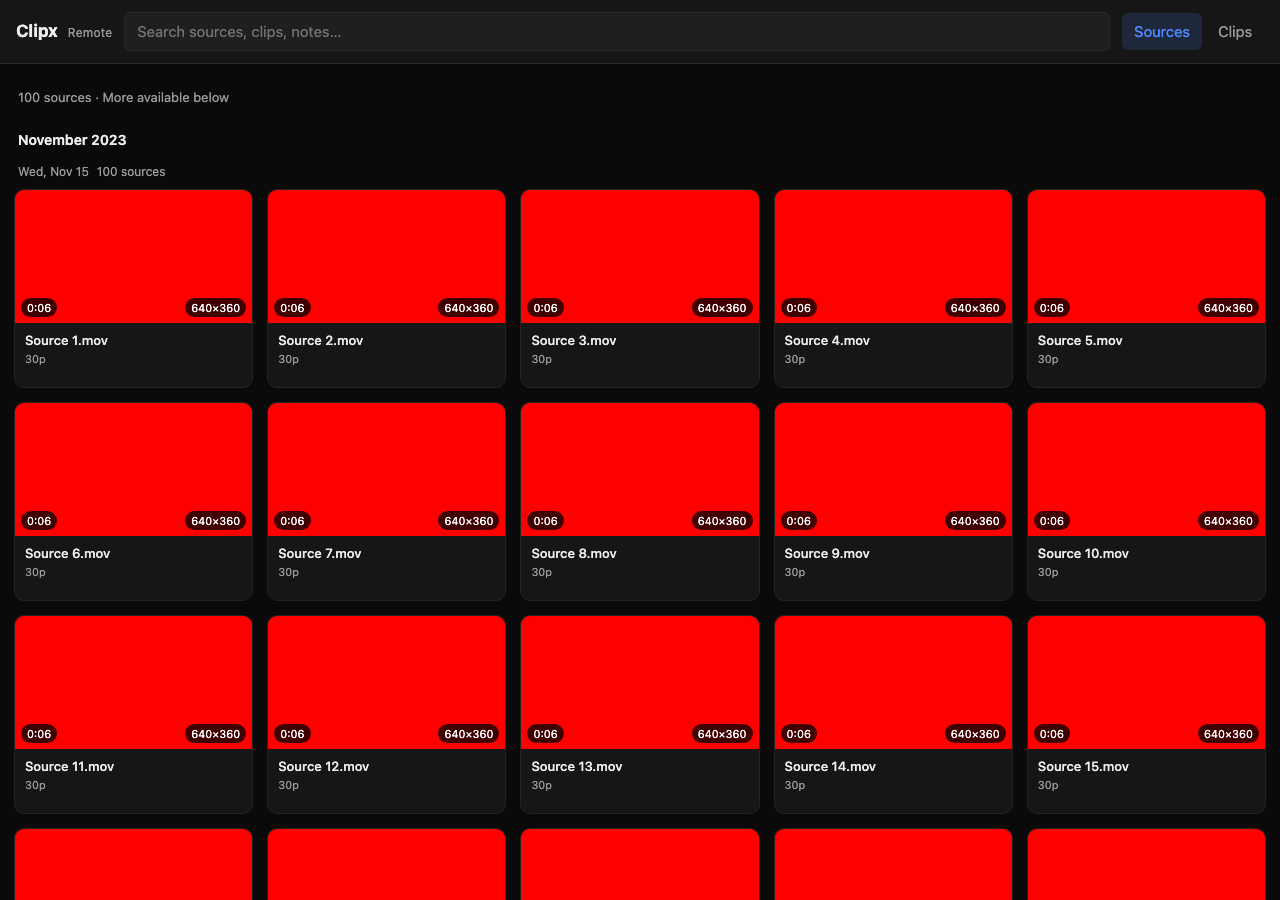 Clipx Remote Search sources, clips, notes... Sources Clips
100 sources · More available below
November 2023
Wed, Nov 15 100 sources
0:06 640×360 0:06 640×360 0:06 640×360 0:06 640×360 0:06 640×360
Source 1.mov Source 2.mov Source 3.mov Source 4.mov Source 5.mov
30p 30p 30p 30p 30p
0:06 640×360 0:06 640×360 0:06 640×360 0:06 640×360 0:06 640×360
Source 6.mov Source 7.mov Source 8.mov Source 9.mov Source 10.mov
30p 30p 30p 30p 30p
0:06 640×360 0:06 640×360 0:06 640×360 0:06 640×360 0:06 640×360
Source 11.mov Source 12.mov Source 13.mov Source 14.mov Source 15.mov
30p 30p 30p 30p 30p